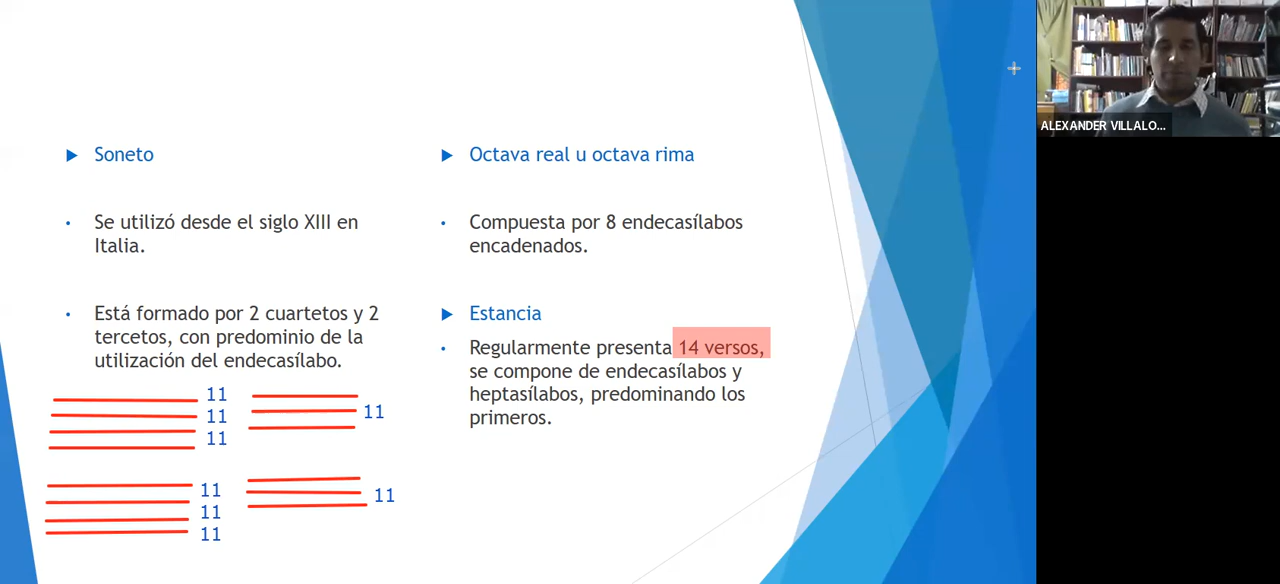 Soneto
Se utilizó desde el siglo XIII en
Italia.
Está formado por 2 cuartetos y 2
tercetos, con predominio de la
utilización del endecasílabo.
11
11
11
11
11
11
11
11
Octava real u octava rima
Compuesta por 8 endecasílabos
encadenados.
Estancia
Regularmente presenta 14 versos,
se compone de endecasílabos y
heptasílabos, predominando los
primeros.
ALEXANDER VILLALO...